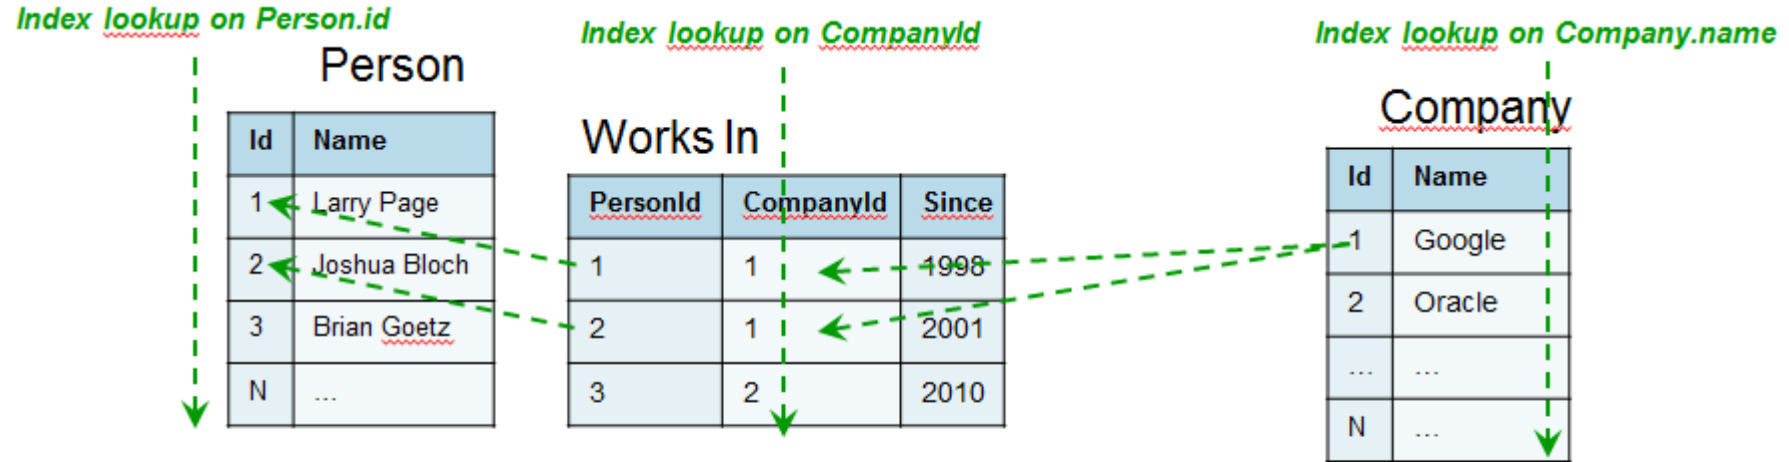 Index lookup on Person.id
Index lookup on CompanyId
Index lookup on Company.name
Person
Id Name
1 Larry Page
2 Joshua Bloch
3 Brian Goetz
N ...
Works In
PersonId CompanyId Since
1 1 1998
2 1 2001
3 2 2010
Company
Id Name
1 Google
2 Oracle
... ...
N ...